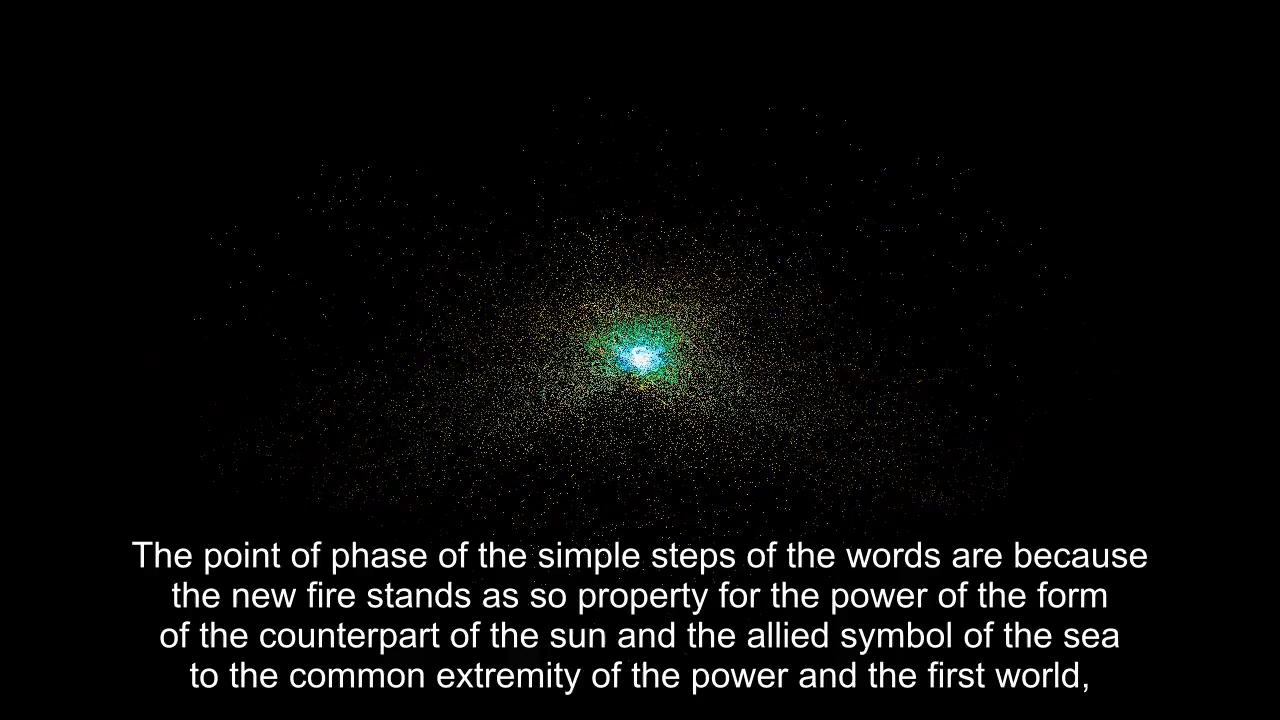 The point of phase of the simple steps of the words are because
the new fire stands as so property for the power of the form
of the counterpart of the sun and the allied symbol of the sea
to the common extremity of the power and the first world,